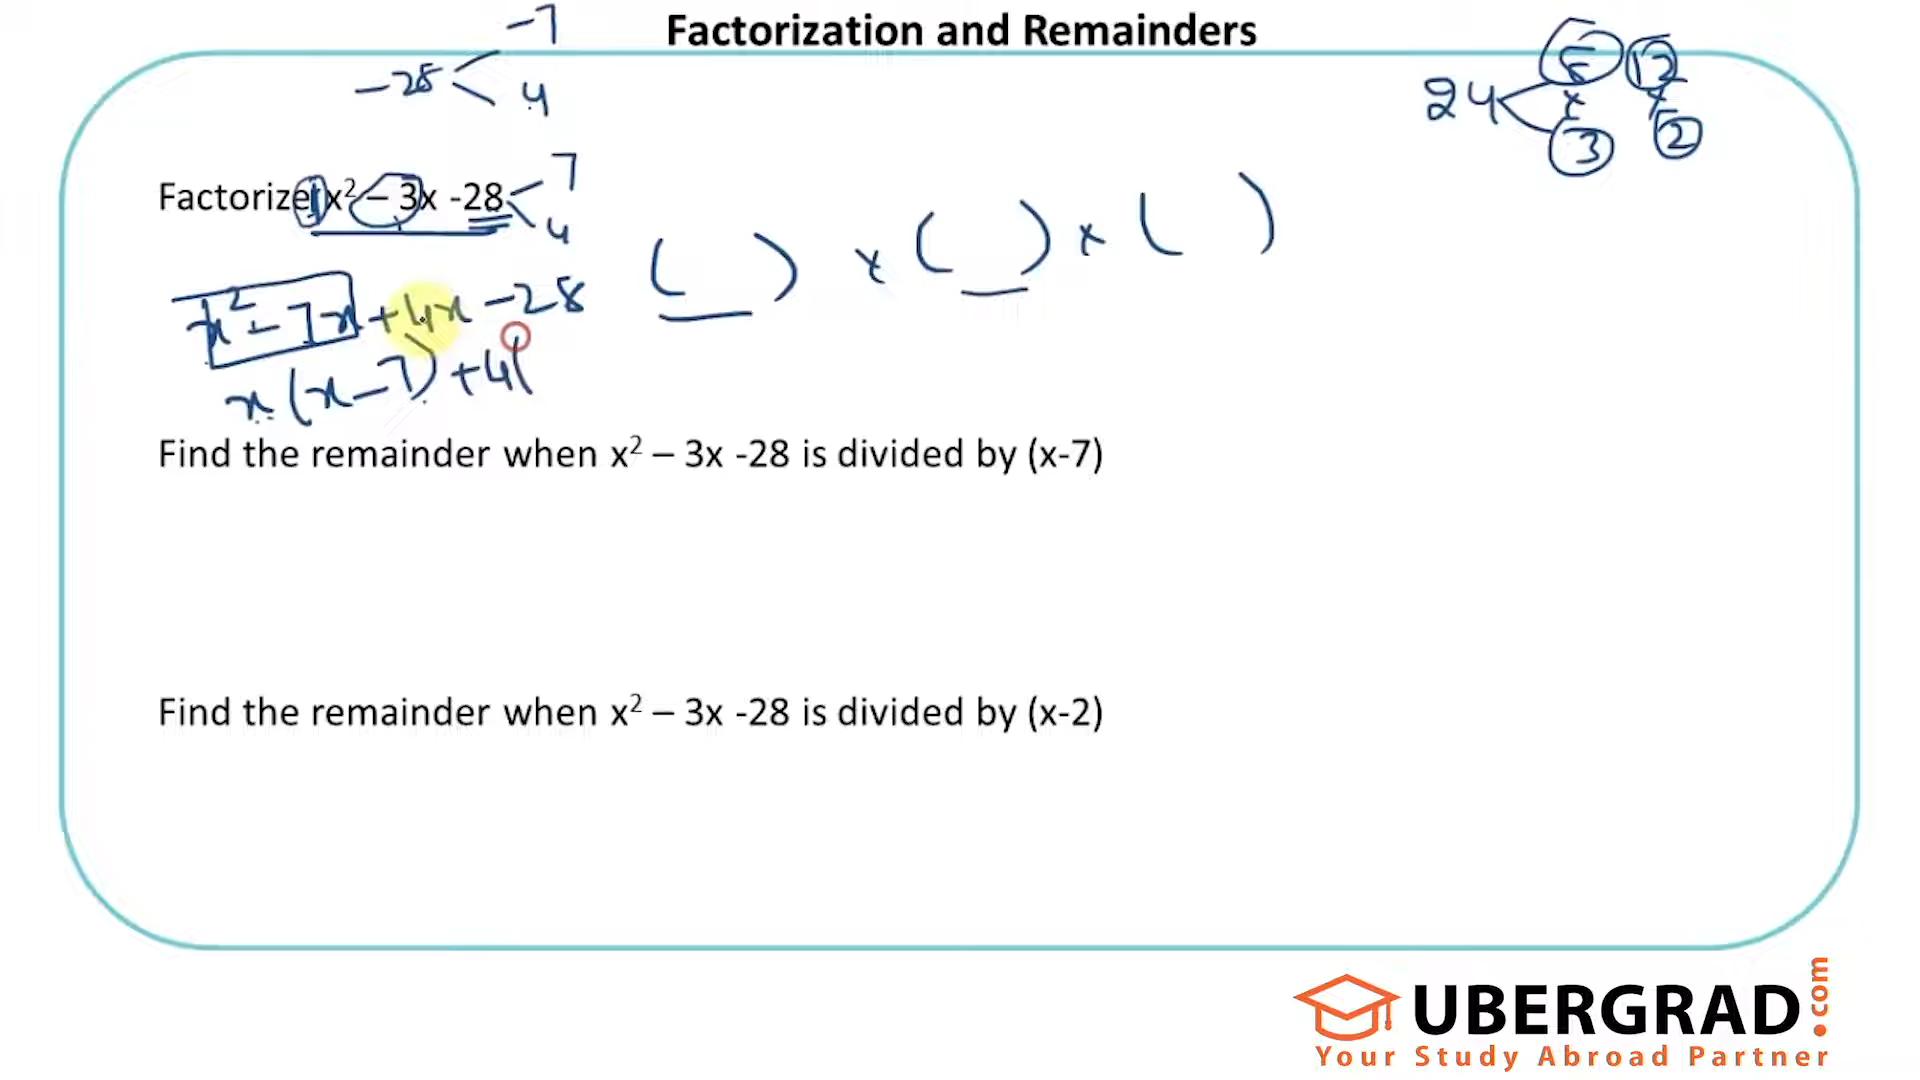 Factorization and Remainders
-7
-28
4
24
8 12
x x
3 2
Factorize 1x² – 3x -28
7
4
( ) x ( ) x ( )
x² - 7x + 4x - 28
x (x - 7) + 4(
Find the remainder when x² – 3x -28 is divided by (x-7)
Find the remainder when x² – 3x -28 is divided by (x-2)
UBERGRAD.com
Your Study Abroad Partner